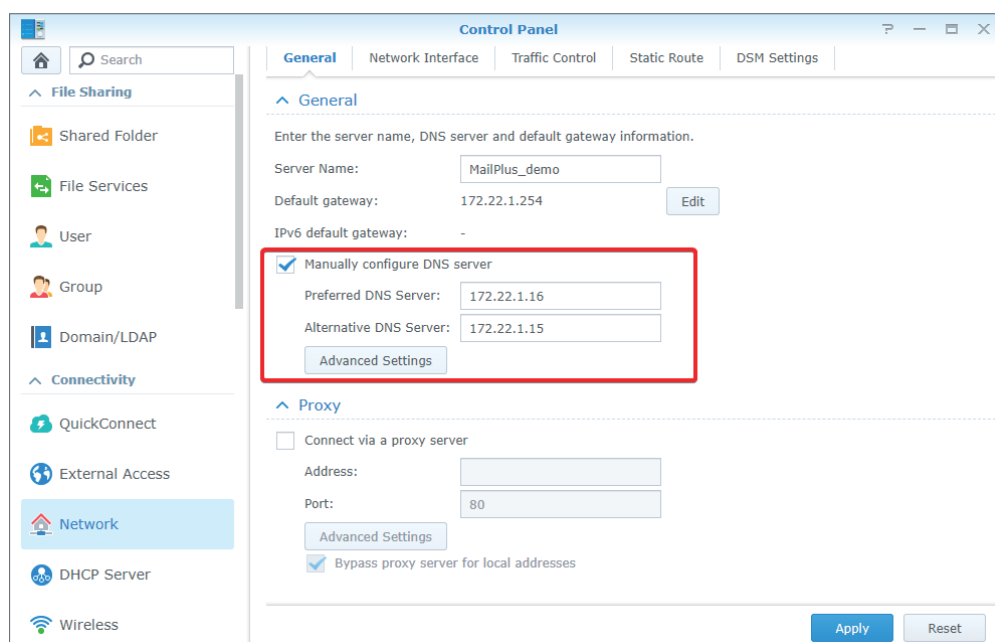 Control Panel
Search
File Sharing
Shared Folder
File Services
User
Group
Domain/LDAP
Connectivity
QuickConnect
External Access
Network
DHCP Server
Wireless
General Network Interface Traffic Control Static Route DSM Settings
General
Enter the server name, DNS server and default gateway information.
Server Name: MailPlus_demo
Default gateway: 172.22.1.254 Edit
IPv6 default gateway: -
Manually configure DNS server
Preferred DNS Server: 172.22.1.16
Alternative DNS Server: 172.22.1.15
Advanced Settings
Proxy
Connect via a proxy server
Address:
Port: 80
Advanced Settings
Bypass proxy server for local addresses
Apply Reset